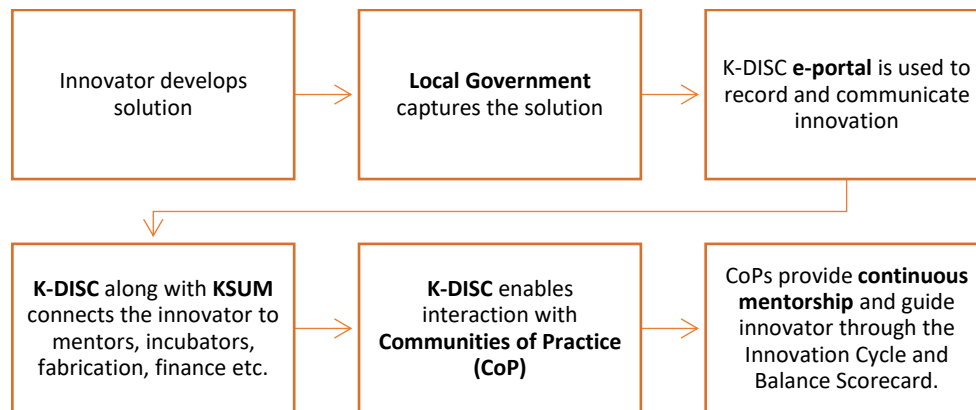 Innovator develops
solution
Local Government
captures the solution
K-DISC e-portal is used to
record and communicate
innovation
K-DISC along with KSUM
connects the innovator to
mentors, incubators,
fabrication, finance etc.
K-DISC enables
interaction with
Communities of Practice
(CoP)
CoPs provide continuous
mentorship and guide
innovator through the
Innovation Cycle and
Balance Scorecard.